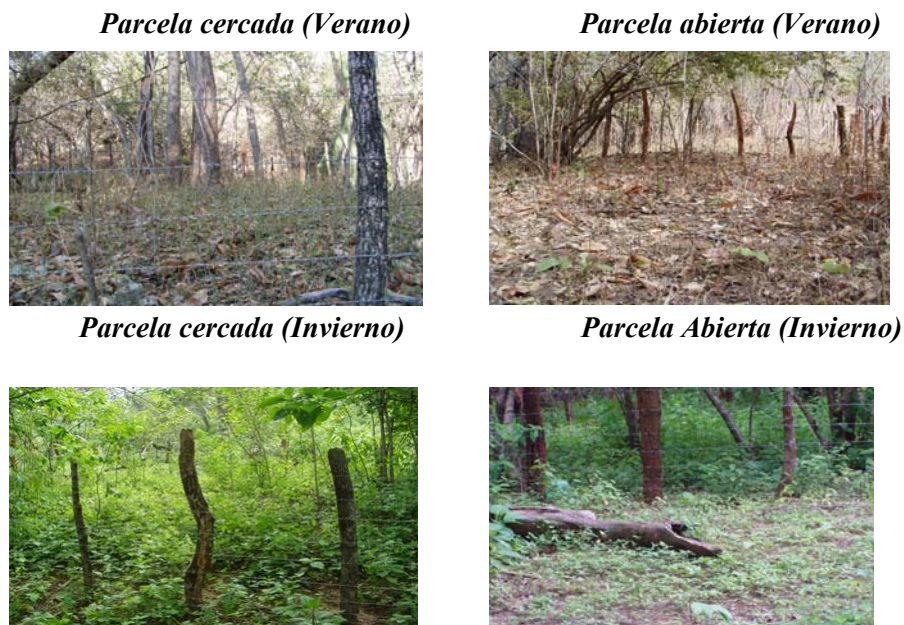 Parcela cercada (Verano)
Parcela abierta (Verano)
Parcela cercada (Invierno)
Parcela Abierta (Invierno)